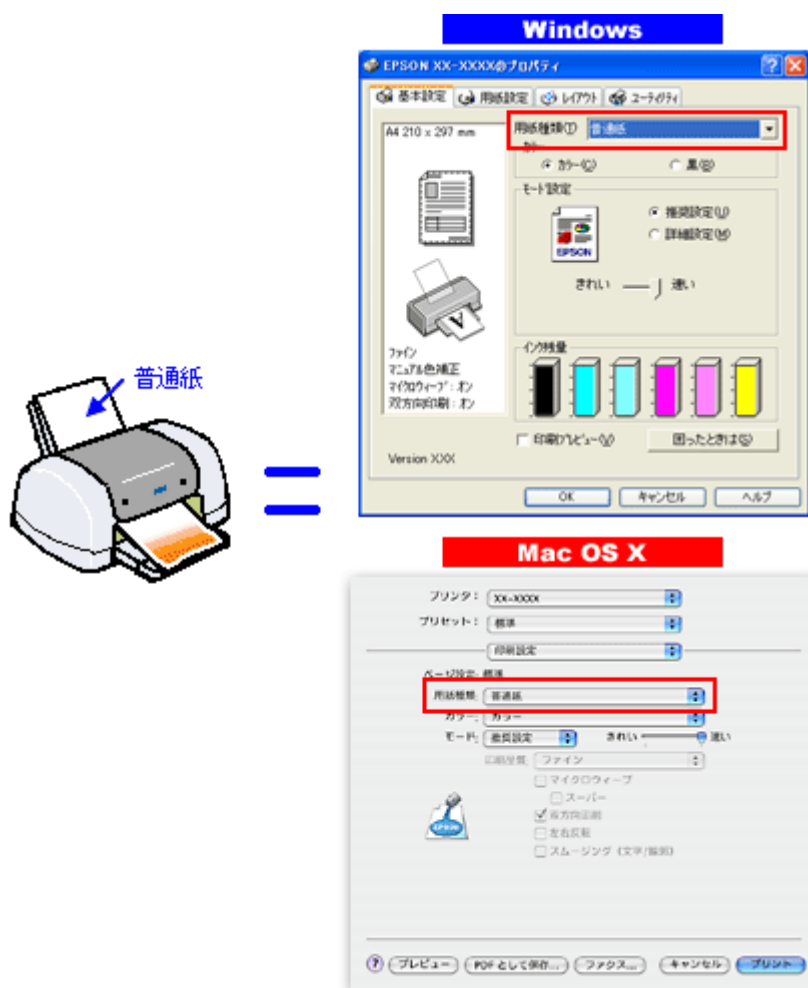 普通紙
Windows
EPSON XX-XXXXのプロパティ
基本設定 用紙設定 レイアウト ユーティリティ
A4 210 x 297 mm
用紙種類(T) 普通紙
カラー
カラー(C) 黒(B)
モード設定
推奨設定(U)
詳細設定(M)
EPSON
きれい 速い
ファイン
マニュアル色補正
マイクロウィーブ：オン
双方向印刷：オン
インク残量
印刷プレビュー(V) 困ったときは(S)
Version XXX
OK キャンセル ヘルプ
Mac OS X
プリンタ： XX-XXXX
プリセット： 標準
印刷設定
ページ設定: 標準
用紙種類: 普通紙
カラー: カラー
モード: 推奨設定 きれい 速い
印刷品質: ファイン
マイクロウィーブ
スーパー
双方向印刷
左右反転
スムージング（文字/輪郭）
EPSON
? プレビュー PDF として保存... ファクス... キャンセル プリント